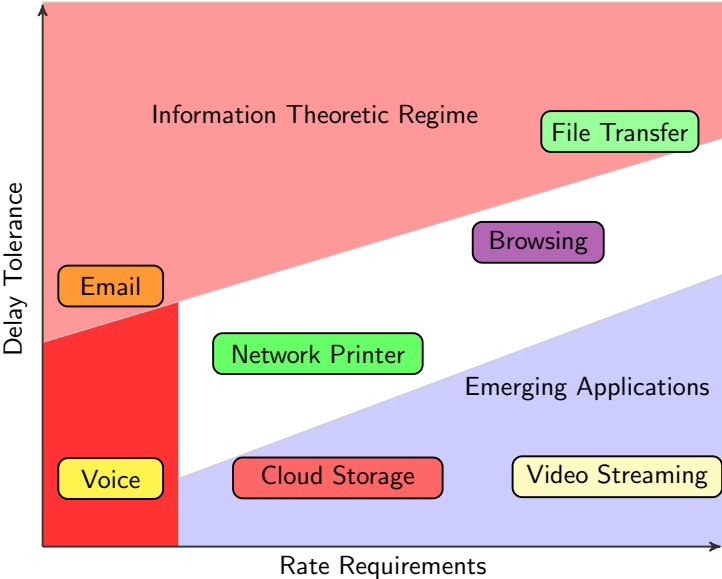 Information Theoretic Regime
File Transfer
Browsing
Delay Tolerance
Email
Network Printer
Emerging Applications
Voice
Cloud Storage
Video Streaming
Rate Requirements